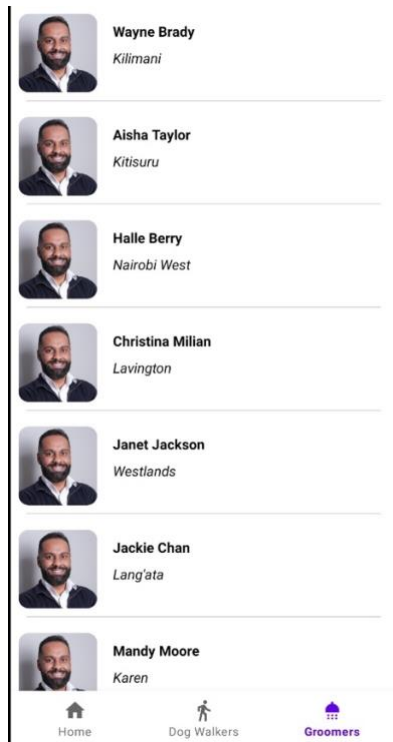 Wayne Brady
Kilimani
Aisha Taylor
Kitisuru
Halle Berry
Nairobi West
Christina Milian
Lavington
Janet Jackson
Westlands
Jackie Chan
Lang'ata
Mandy Moore
Karen
Home Dog Walkers Groomers